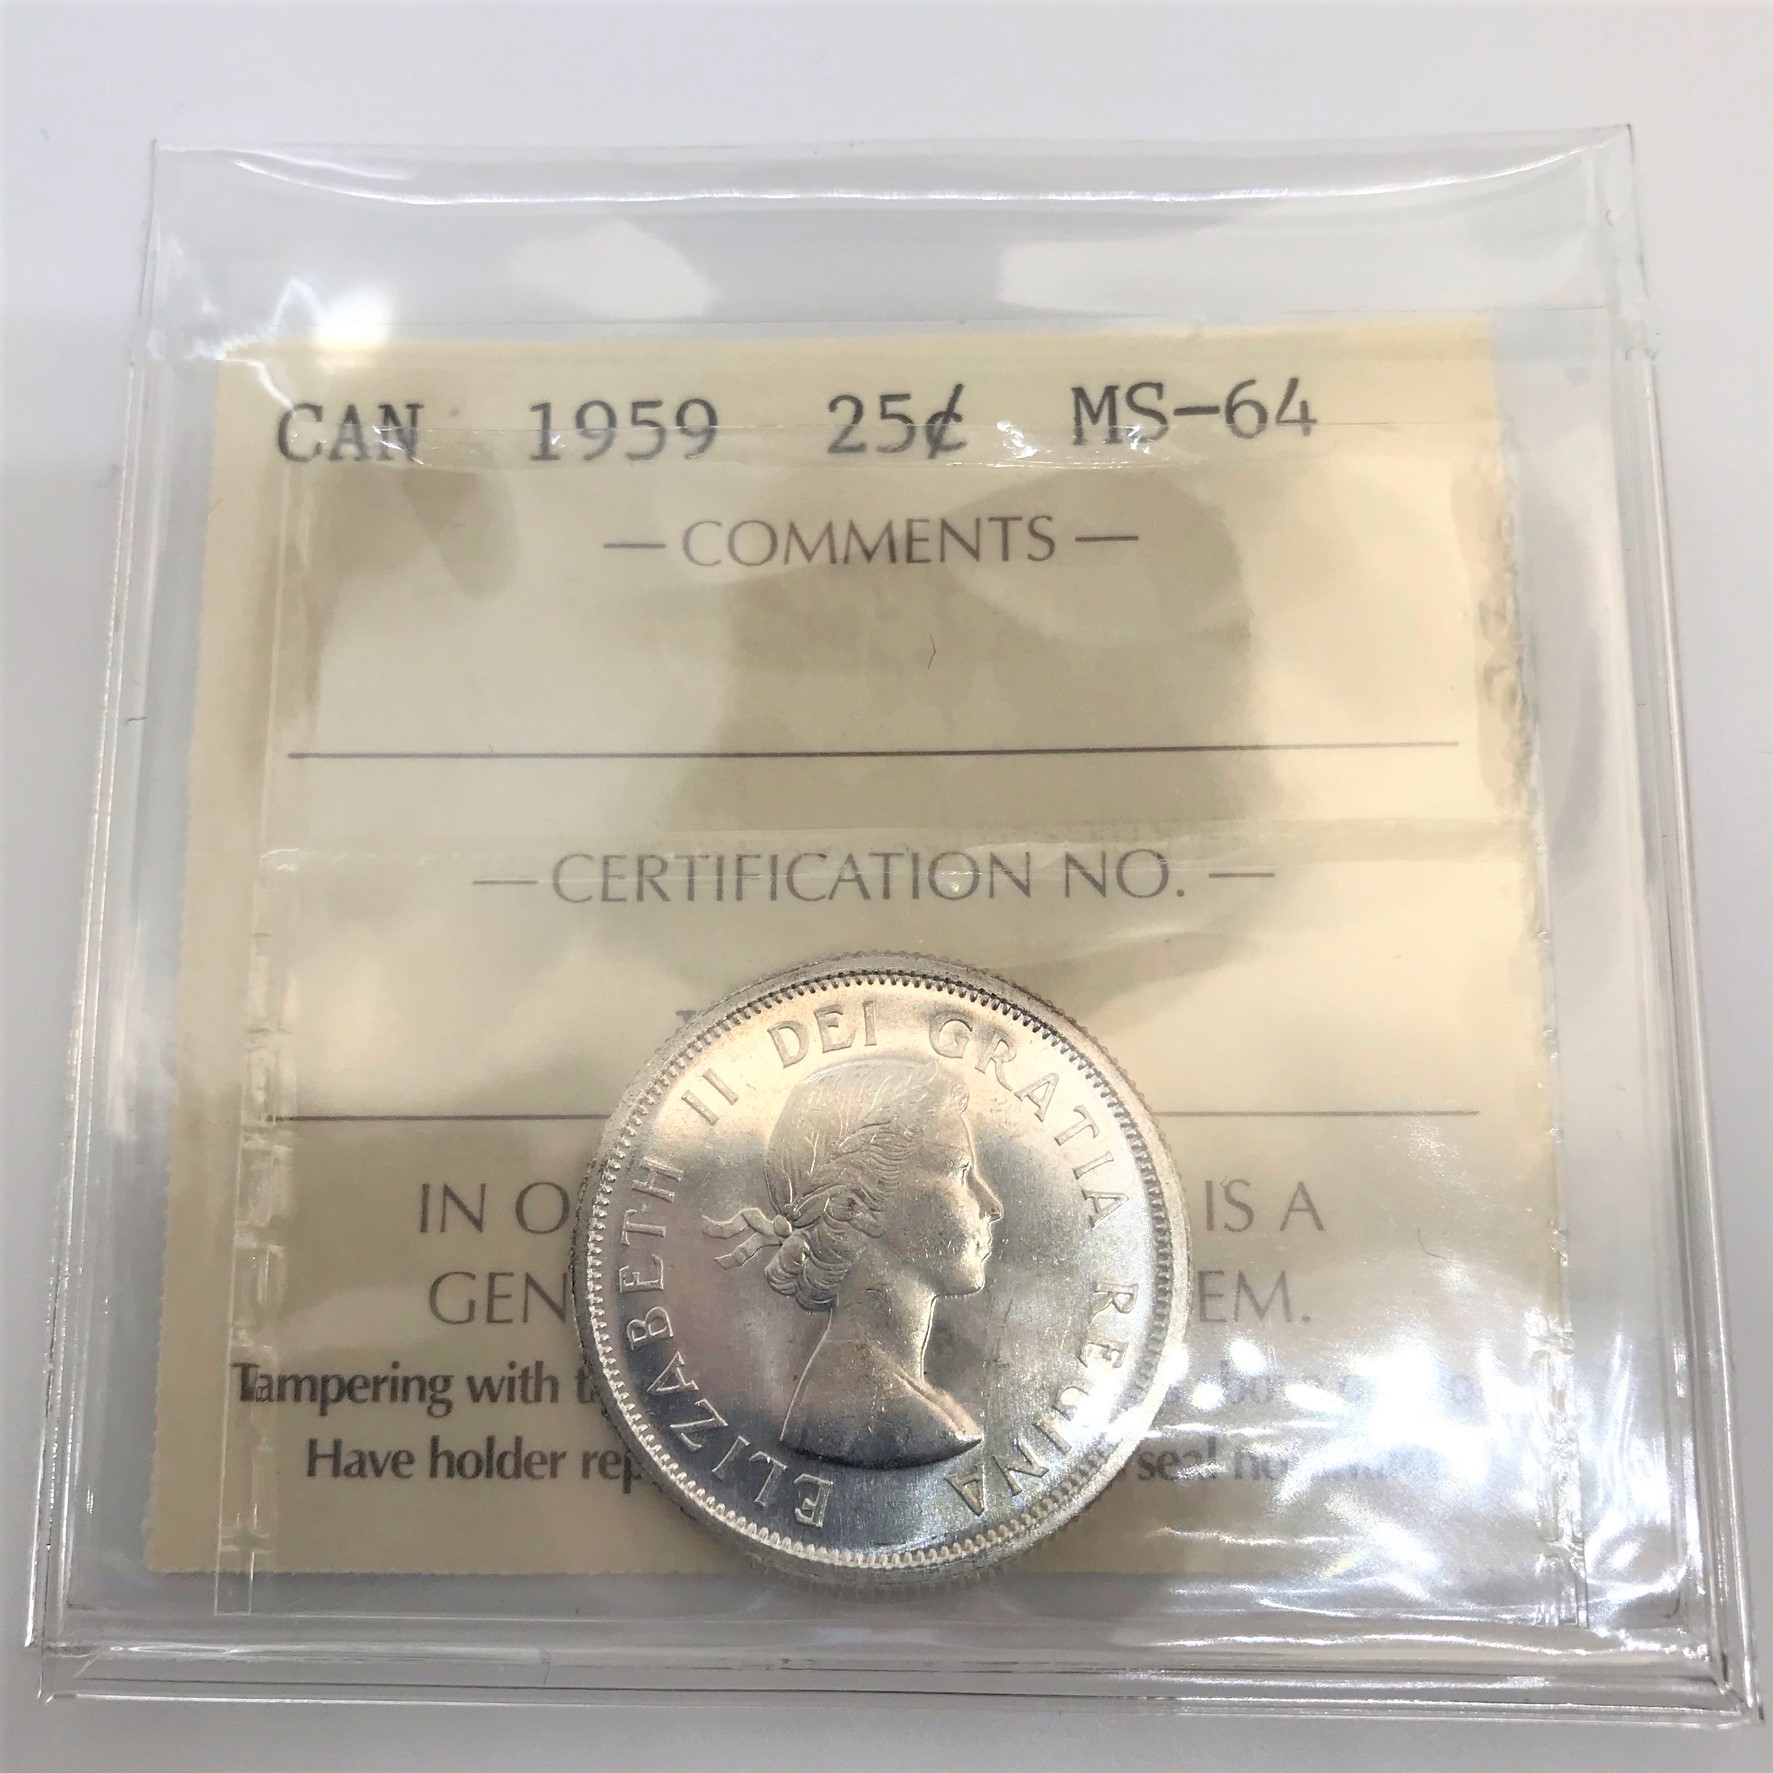 CAN 1959 25¢ MS-64
— COMMENTS —
— CERTIFICATION NO. —
IN O IS A
GEN EM.
Tampering with t
Have holder rep seal
ELIZABETH II DEI GRATIA REGINA